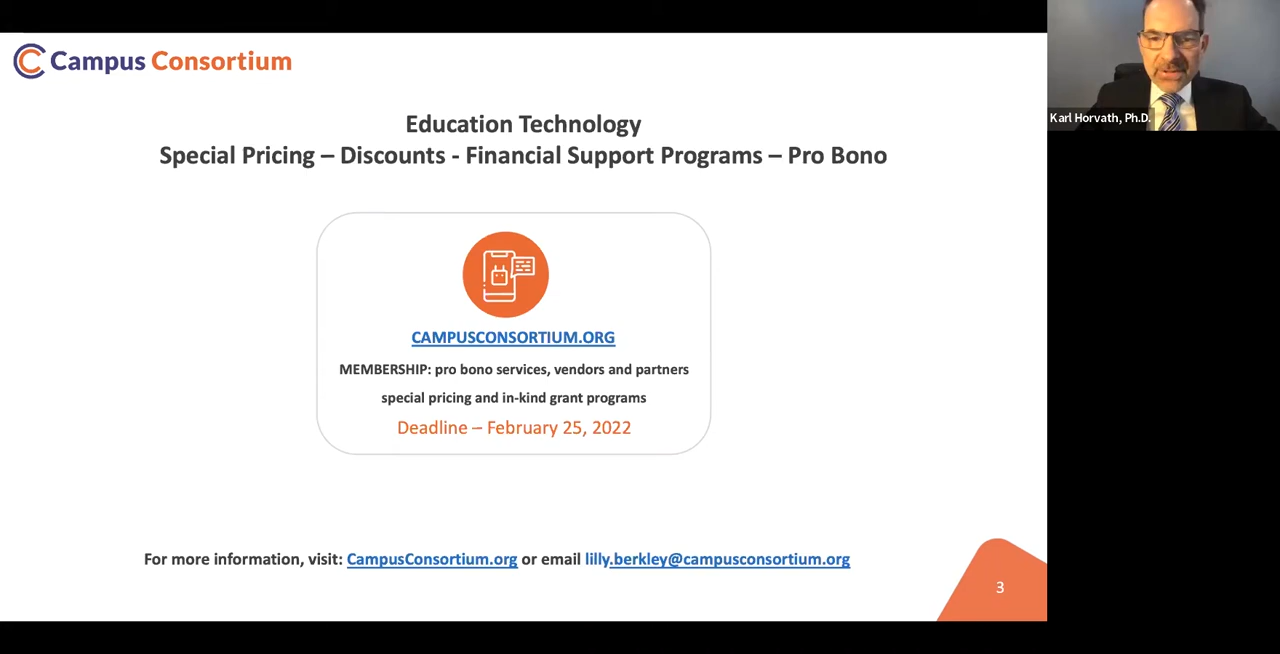 Campus Consortium
Karl Horvath, Ph.D.
Education Technology
Special Pricing – Discounts - Financial Support Programs – Pro Bono
CAMPUSCONSORTIUM.ORG
MEMBERSHIP: pro bono services, vendors and partners
special pricing and in-kind grant programs
Deadline – February 25, 2022
For more information, visit: CampusConsortium.org or email lilly.berkley@campusconsortium.org
3